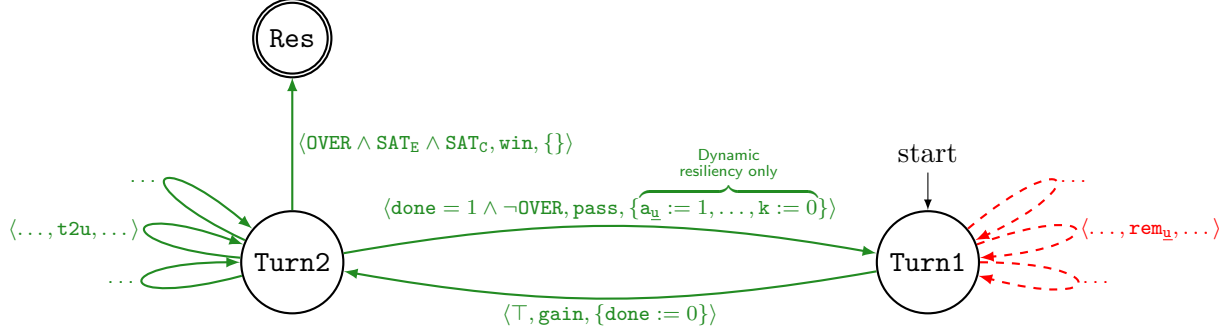 Res
⟨OVER ∧ SAT_E ∧ SAT_C, win, {}⟩
Dynamic
resiliency only
start
...
⟨done = 1 ∧ ¬OVER, pass, {a_u̲ := 1, ..., k := 0}⟩
...
⟨..., t2u, ...⟩
⟨..., rem_u̲, ...⟩
Turn2
Turn1
...
...
⟨⊤, gain, {done := 0}⟩